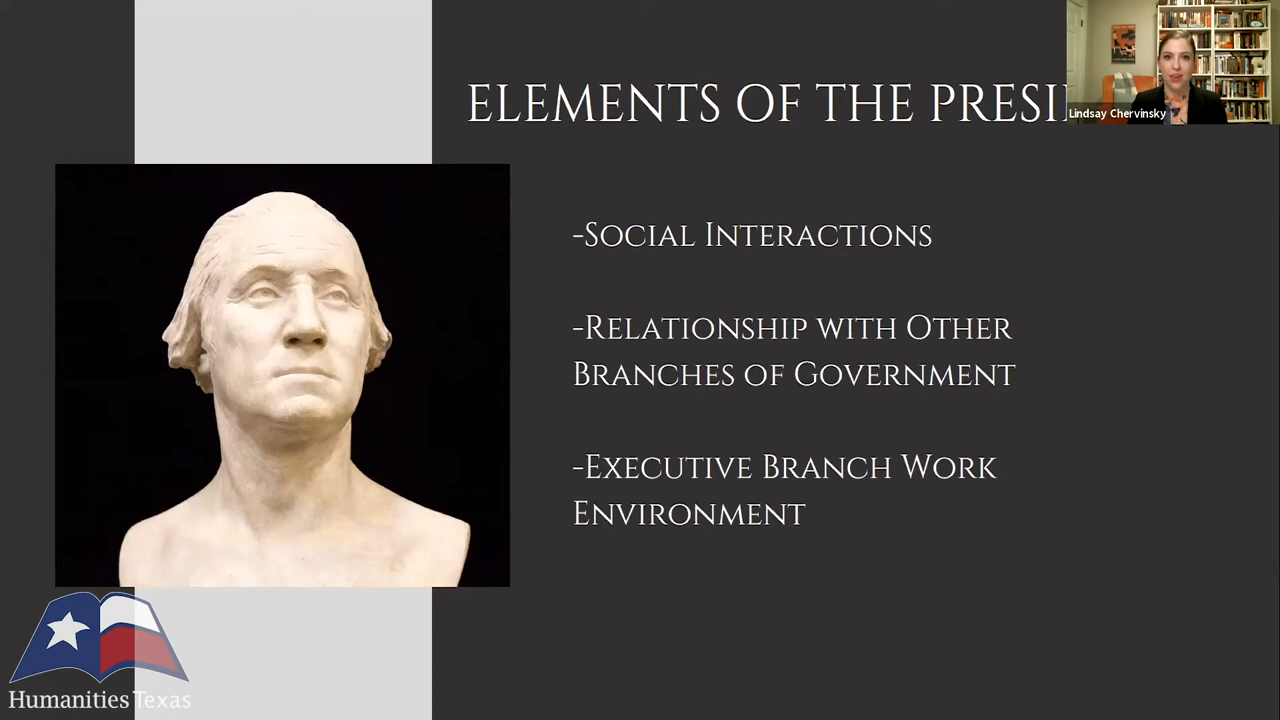 ELEMENTS OF THE
Lindsay Chervinsky
-SOCIAL INTERACTIONS
-RELATIONSHIP WITH OTHER
BRANCHES OF GOVERNMENT
-EXECUTIVE BRANCH WORK
ENVIRONMENT
Humanities Texas